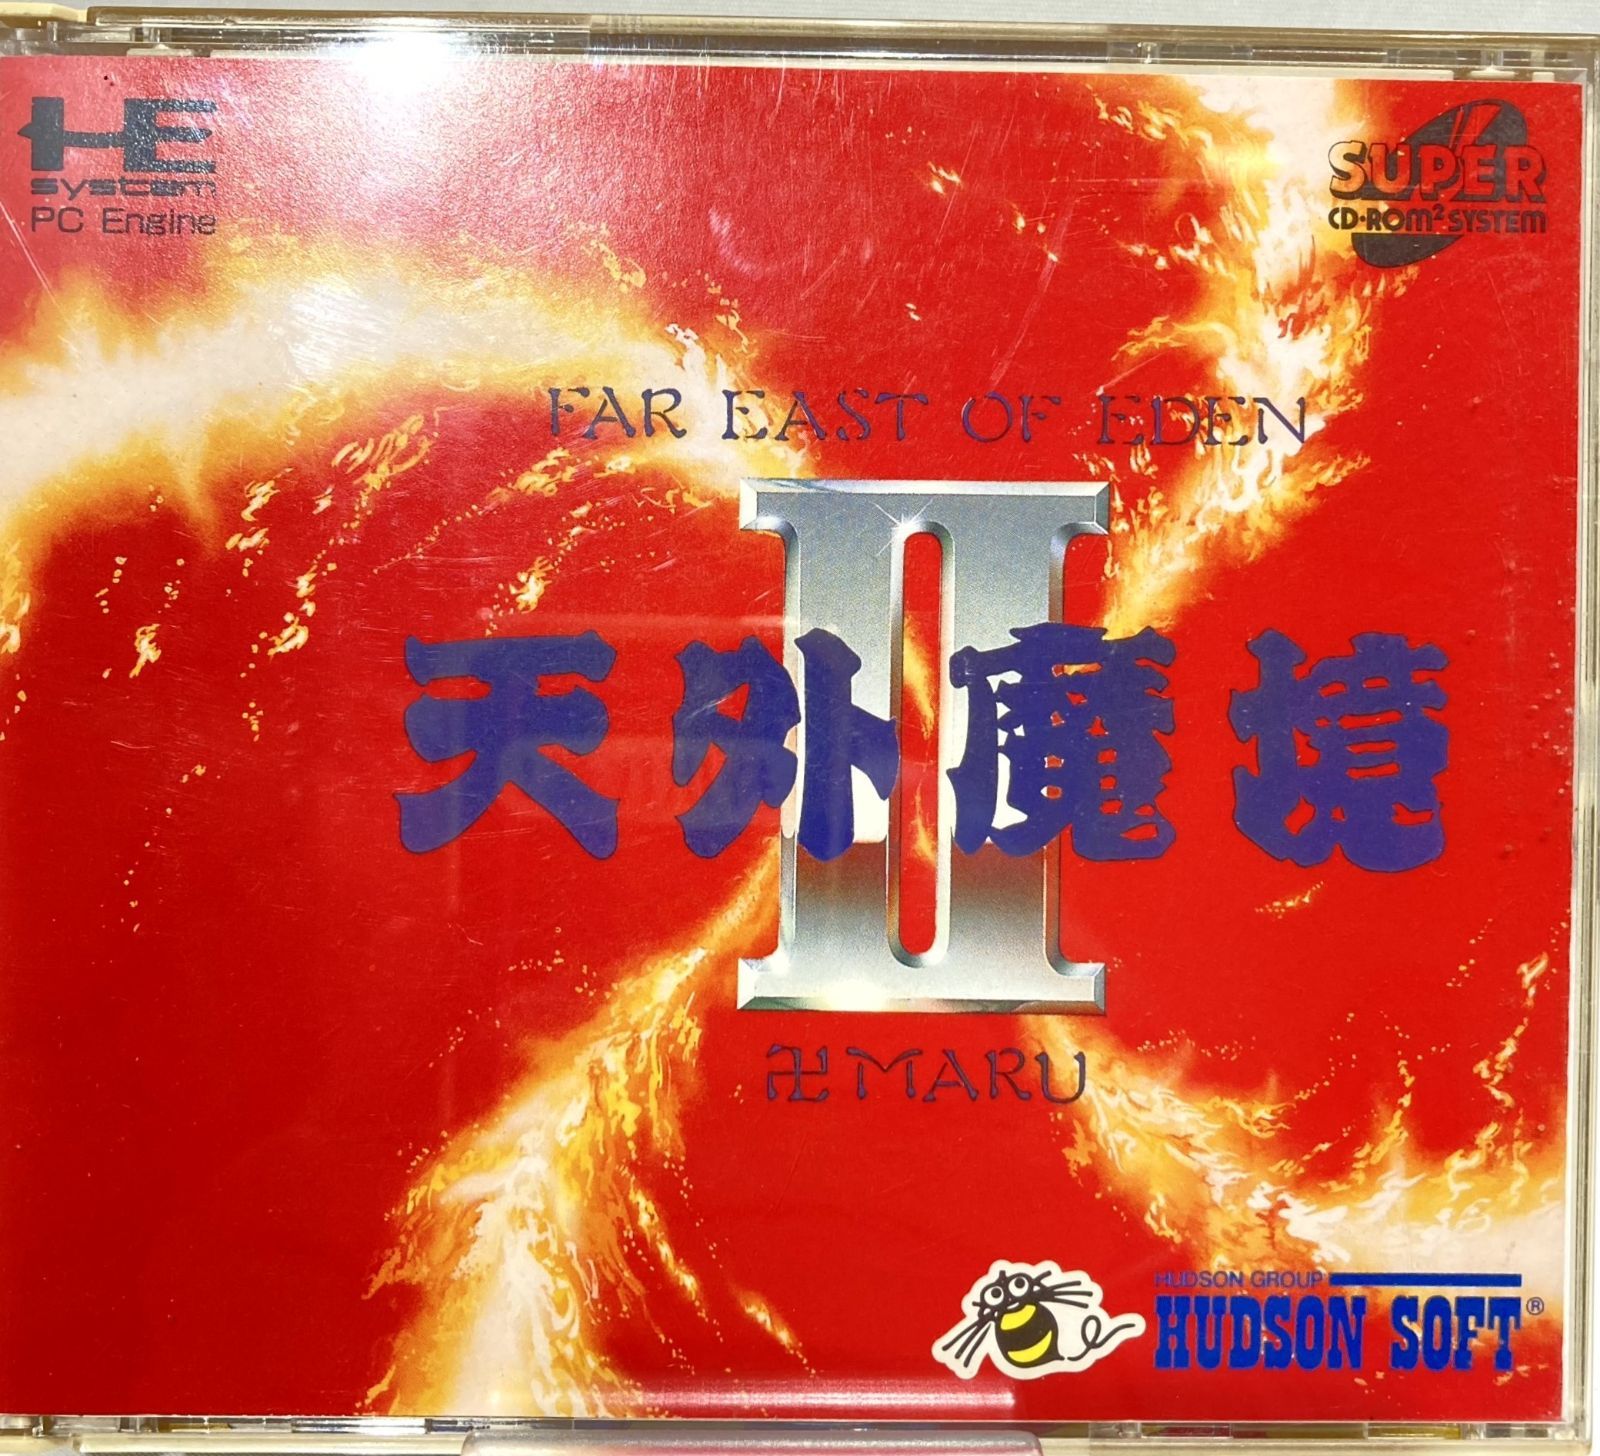 HE
system
PC Engine
SUPER
CD-ROM² SYSTEM
FAR EAST OF EDEN
II
天外魔境
卍MARU
HUDSON GROUP
HUDSON SOFT®